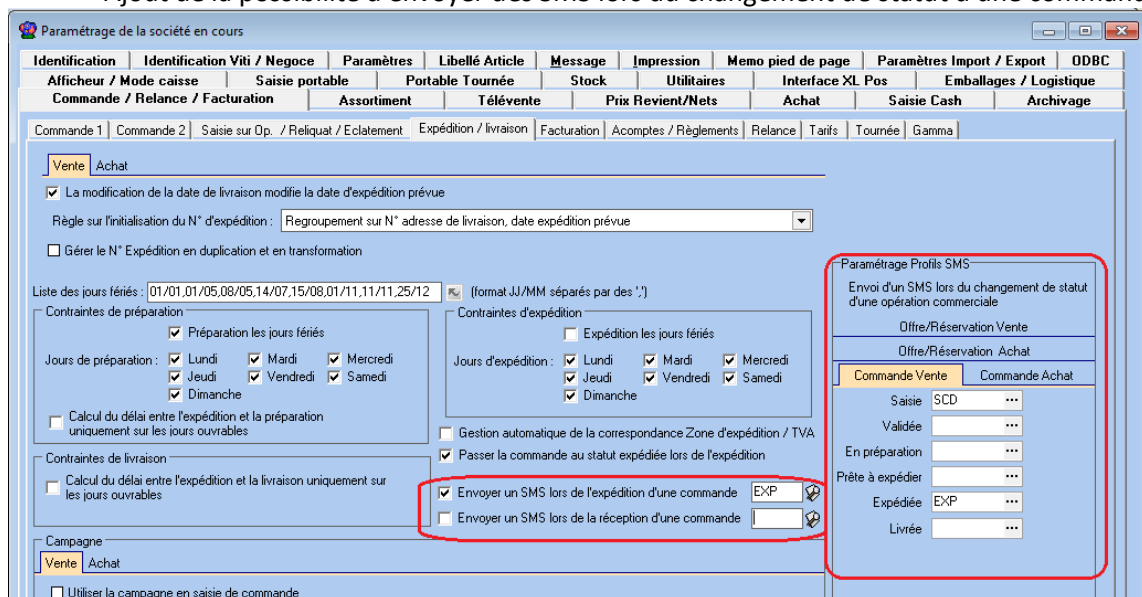 Ajout de la possibilité d'envoyer des SMS lors du changement de statut d'une comman
Paramétrage de la société en cours
Identification Identification Viti / Negoce Paramètres Libellé Article Message Impression Memo pied de page Paramètres Import / Export ODBC
Afficheur / Mode caisse Saisie portable Portable Tournée Stock Utilitaires Interface XL Pos Emballages / Logistique
Commande / Relance / Facturation Assortiment Télévente Prix Revient/Nets Achat Saisie Cash Archivage
Commande 1 Commande 2 Saisie sur Op. / Reliquat / Eclatement Expédition / livraison Facturation Acomptes / Règlements Relance Tarifs Tournée Gamma
Vente Achat
La modification de la date de livraison modifie la date d'expédition prévue
Règle sur l'initialisation du N° d'expédition : Regroupement sur N° adresse de livraison, date expédition prévue
Gérer le N° Expédition en duplication et en transformation
Liste des jours fériés : 01/01,01/05,08/05,14/07,15/08,01/11,11/11,25/12 (format JJ/MM séparés par des ',')
Contraintes de préparation
Préparation les jours fériés
Jours de préparation : Lundi Mardi Mercredi
Jeudi Vendredi Samedi
Dimanche
Calcul du délai entre l'expédition et la préparation
uniquement sur les jours ouvrables
Contraintes d'expédition
Expédition les jours fériés
Jours d'expédition : Lundi Mardi Mercredi
Jeudi Vendredi Samedi
Dimanche
Gestion automatique de la correspondance Zone d'expédition / TVA
Passer la commande au statut expédiée lors de l'expédition
Contraintes de livraison
Calcul du délai entre l'expédition et la livraison uniquement sur
les jours ouvrables
Envoyer un SMS lors de l'expédition d'une commande EXP
Envoyer un SMS lors de la réception d'une commande
Paramétrage Profils SMS
Envoi d'un SMS lors du changement de statut
d'une opération commerciale
Offre/Réservation Vente
Offre/Réservation Achat
Commande Vente Commande Achat
Saisie SCD ...
Validée ...
En préparation ...
Prête à expédier ...
Expédiée EXP ...
Livrée ...
Campagne
Vente Achat
Utiliser la campagne en saisie de commande